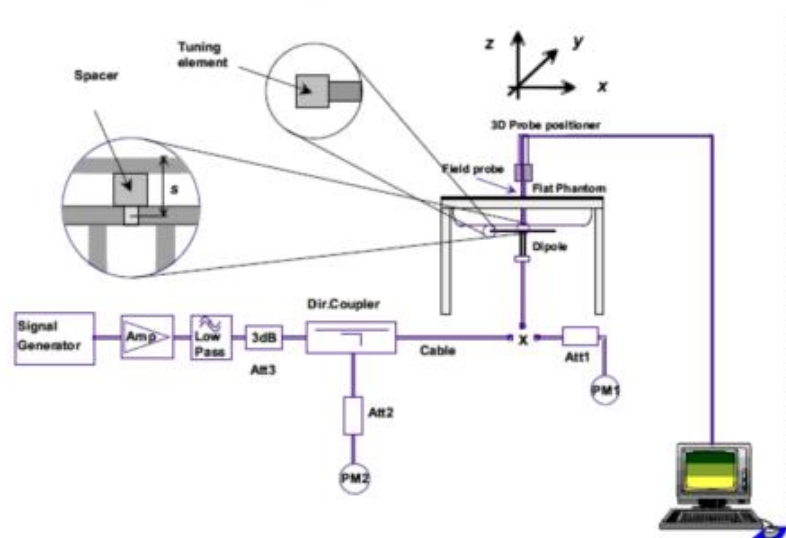 Tuning
element
Spacer
s
z
y
x
3D Probe positioner
Field probe
Flat Phantom
Dipole
Signal
Generator
Amp
Low
Pass
3dB
Att3
Dir.Coupler
Cable
x
Att1
PM1
Att2
PM2